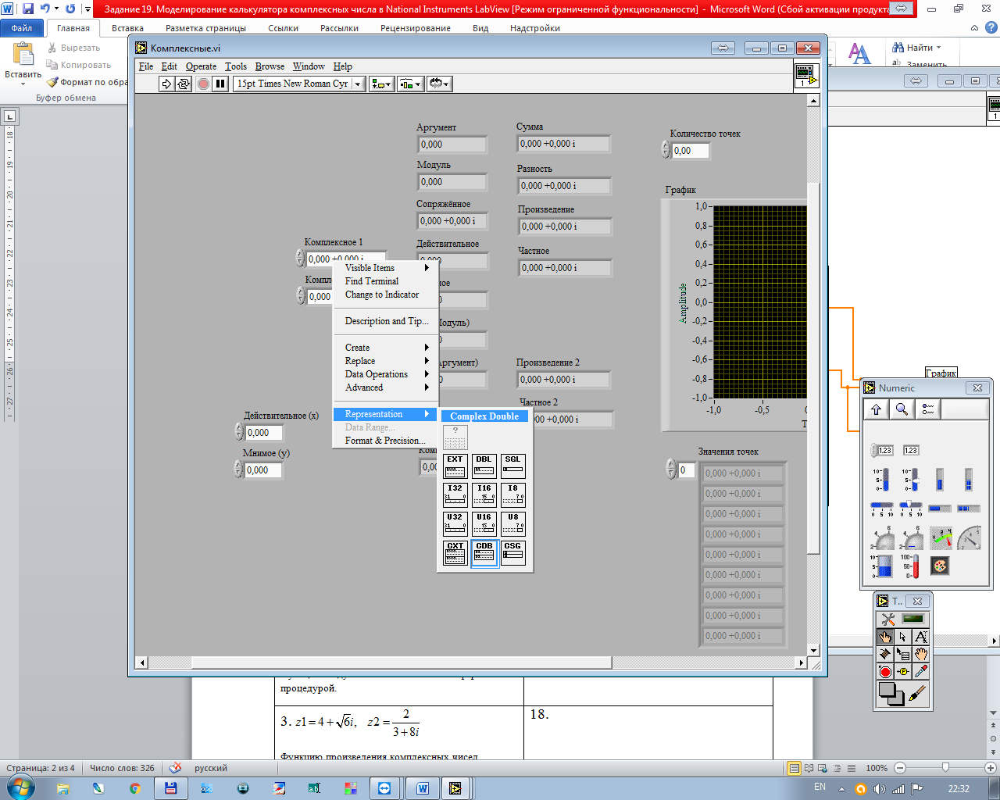 Задание 19. Моделирование калькулятора комплексных числа в National Instruments LabView [Режим ограниченной функциональности] - Microsoft Word (Сбой активации продукта
Файл Главная Вставка Разметка страницы Ссылки Рассылки Рецензирование Вид Надстройки
Вставить
Вырезать
Копировать
Формат по обра
Буфер обмена
Найти
Заменить
Комплексные.vi
File Edit Operate Tools Browse Window Help
15pt Times New Roman Cyr
Аргумент
0,000
Модуль
0,000
Сопряжённое
0,000 +0,000 i
Действительное
Сумма
0,000 +0,000 i
Разность
0,000 +0,000 i
Произведение
0,000 +0,000 i
Частное
0,000 +0,000 i
Количество точек
0,00
График
1,0
0,8
0,6
0,4
0,2
0,0
-0,2
-0,4
-0,6
-0,8
-1,0
-1,0 -0,5
Amplitude
Комплексное 1
0,000 +0,000 i
0,000
Visible Items
Find Terminal
Change to Indicator
Description and Tip...
Create
Replace
Data Operations
Advanced
Representation
Data Range...
Format & Precision...
Complex Double
?
EXT DBL SGL
I32 I16 I8
U32 U16 U8
CXT CDB CSG
Произведение 2
0,000 +0,000 i
Частное 2
,000 +0,000 i
Действительное (x)
0,000
Мнимое (y)
0,000
Значения точек
0
0,000 +0,000 i
0,000 +0,000 i
0,000 +0,000 i
0,000 +0,000 i
0,000 +0,000 i
0,000 +0,000 i
0,000 +0,000 i
0,000 +0,000 i
0,000 +0,000 i
График
Numeric
1.23 1.23
T..
процедурой.
3. z1=4+√6i, z2=2/(3+8i)
18.
Функцию произведения комплексных чисел
Страница: 2 из 4 Число слов: 326 русский 100%
EN 22:32